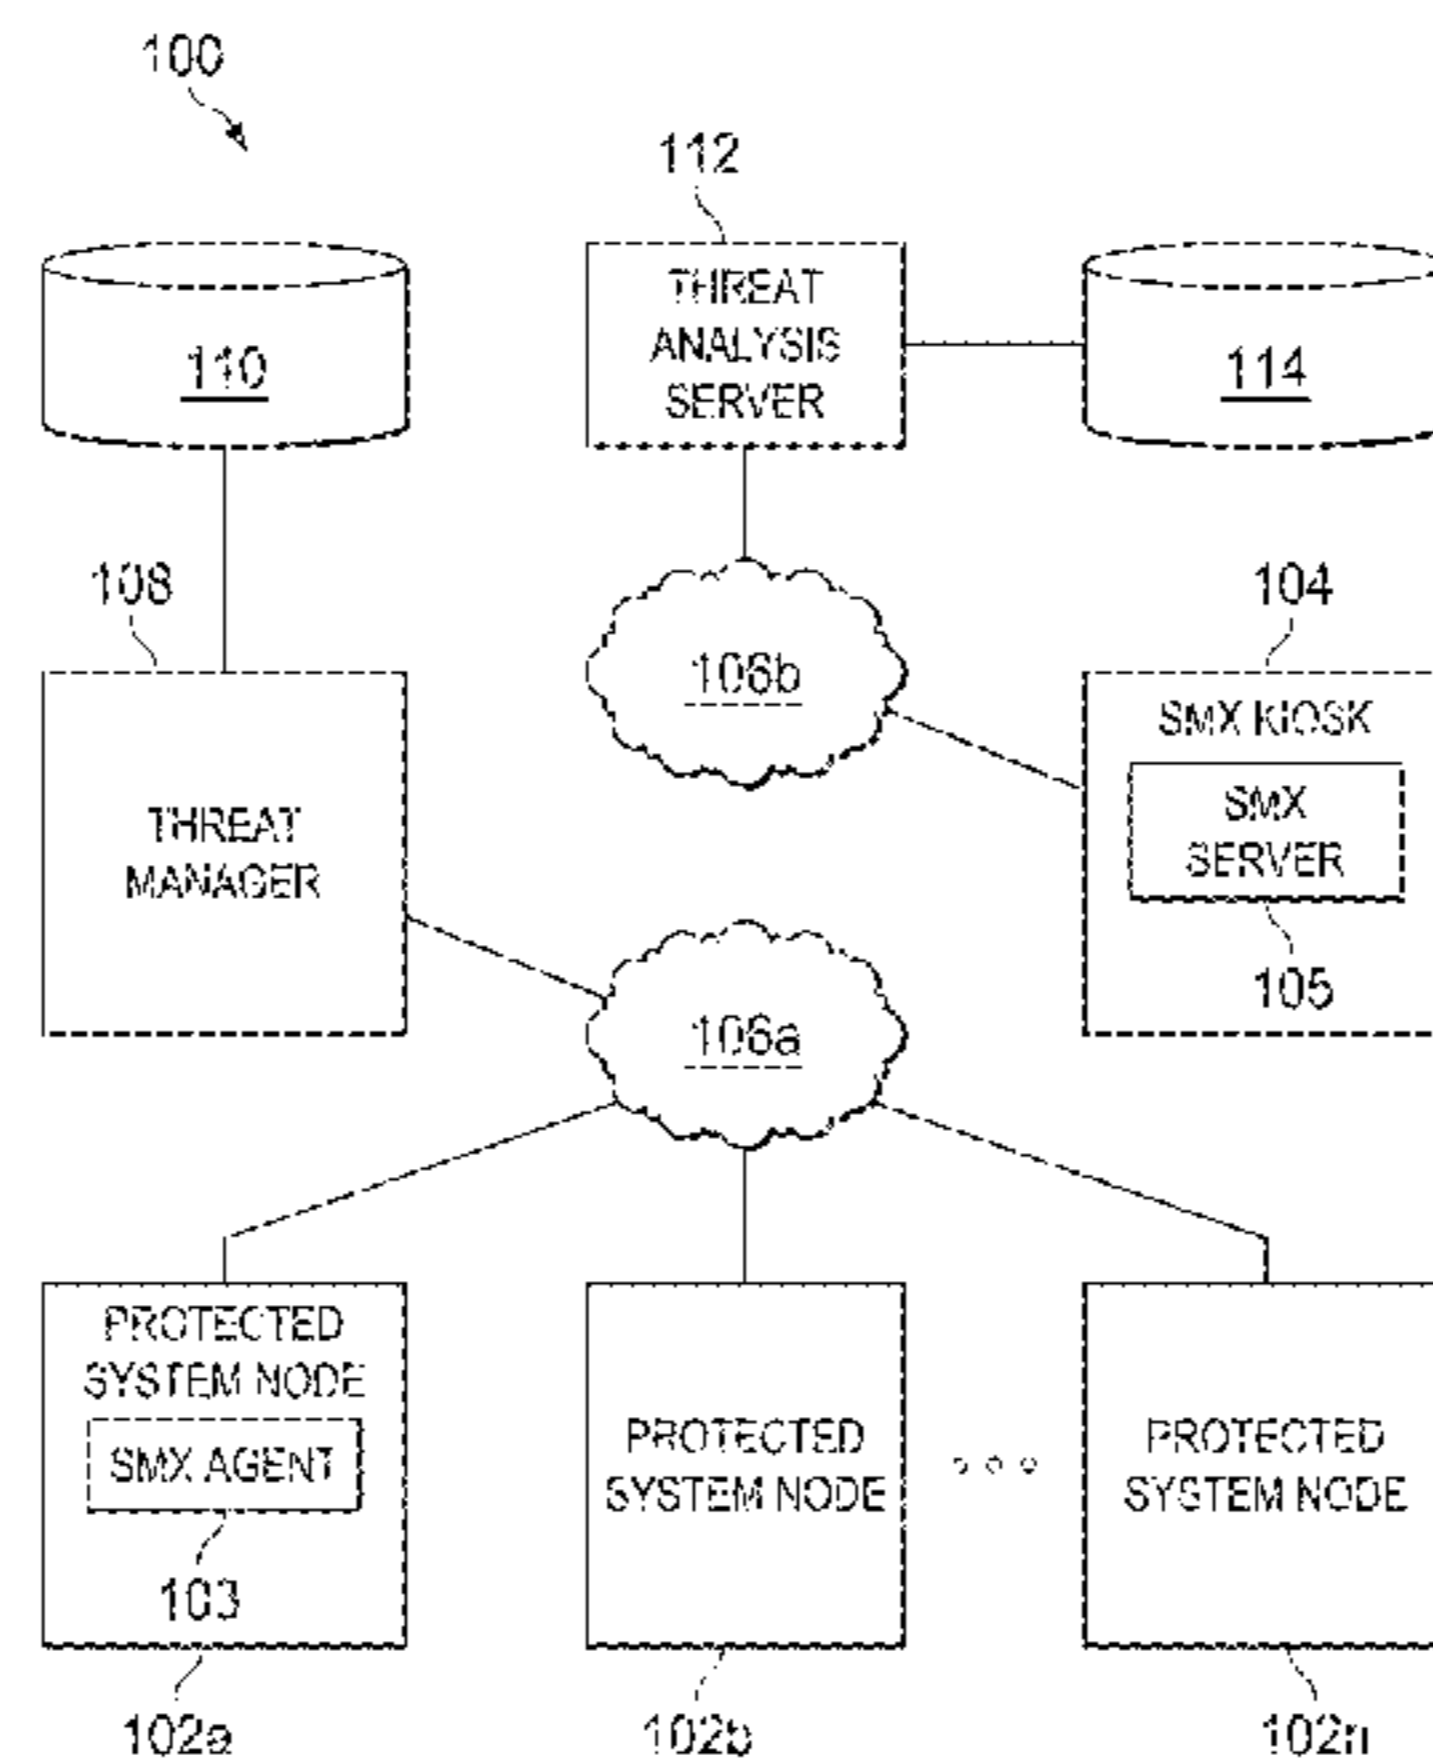 100
112
110
THREAT
ANALYSIS
SERVER
114
108
106b
104
SMX KIOSK
SMX
SERVER
105
THREAT
MANAGER
106a
PROTECTED
SYSTEM NODE
SMX AGENT
103
PROTECTED
SYSTEM NODE
PROTECTED
SYSTEM NODE
102a
102b
102n